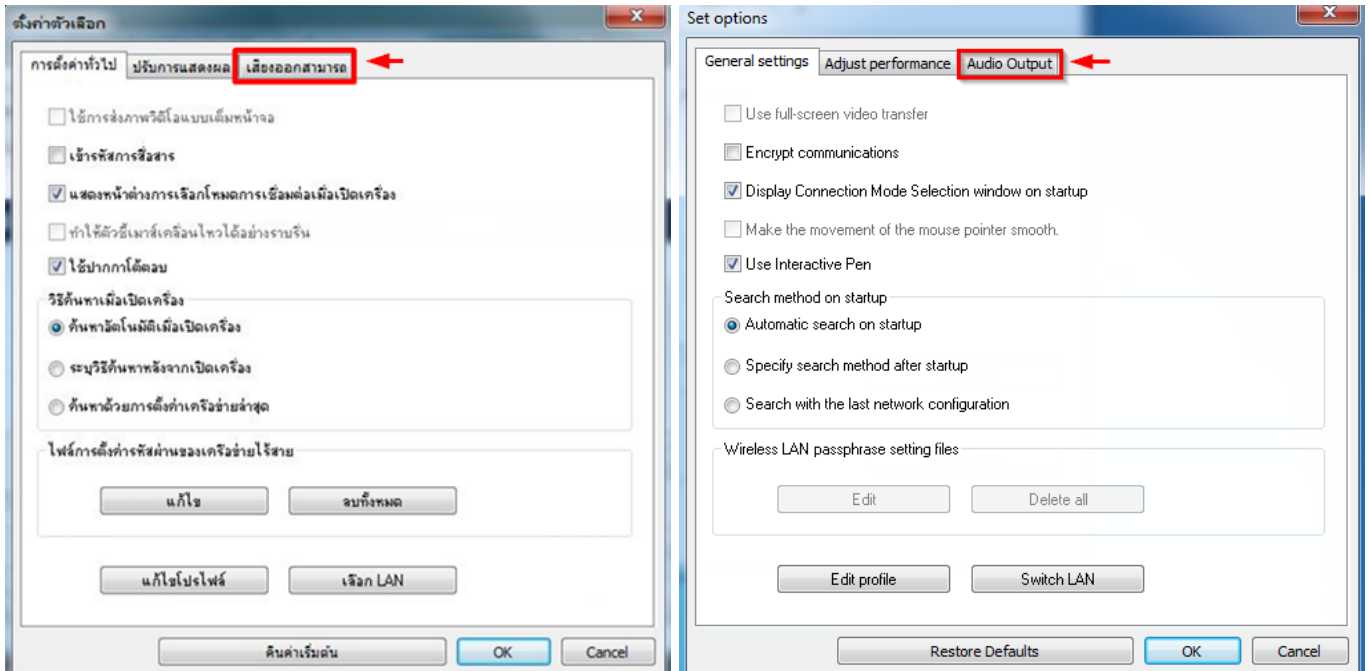 ตั้งค่าตัวเลือก
การตั้งค่าทั่วไป ปรับการแสดงผล เสียงออกสามารถ
ใช้การส่งภาพวิดีโอแบบเต็มหน้าจอ
เข้ารหัสการสื่อสาร
แสดงหน้าต่างการเลือกโหมดการเชื่อมต่อเมื่อเปิดเครื่อง
ทำให้ตัวชี้เมาส์เคลื่อนไหวได้อย่างราบรื่น
ใช้ปากกาโต้ตอบ
วิธีค้นหาเมื่อเปิดเครื่อง
ค้นหาอัตโนมัติเมื่อเปิดเครื่อง
ระบุวิธีค้นหาหลังจากเปิดเครื่อง
ค้นหาด้วยการตั้งค่าเครือข่ายล่าสุด
ไฟล์การตั้งค่ารหัสผ่านของเครือข่ายไร้สาย
แก้ไข ลบทั้งหมด
แก้ไขโปรไฟล์ เลือก LAN
คืนค่าเริ่มต้น OK Cancel
Set options
General settings Adjust performance Audio Output
Use full-screen video transfer
Encrypt communications
Display Connection Mode Selection window on startup
Make the movement of the mouse pointer smooth.
Use Interactive Pen
Search method on startup
Automatic search on startup
Specify search method after startup
Search with the last network configuration
Wireless LAN passphrase setting files
Edit Delete all
Edit profile Switch LAN
Restore Defaults OK Cancel